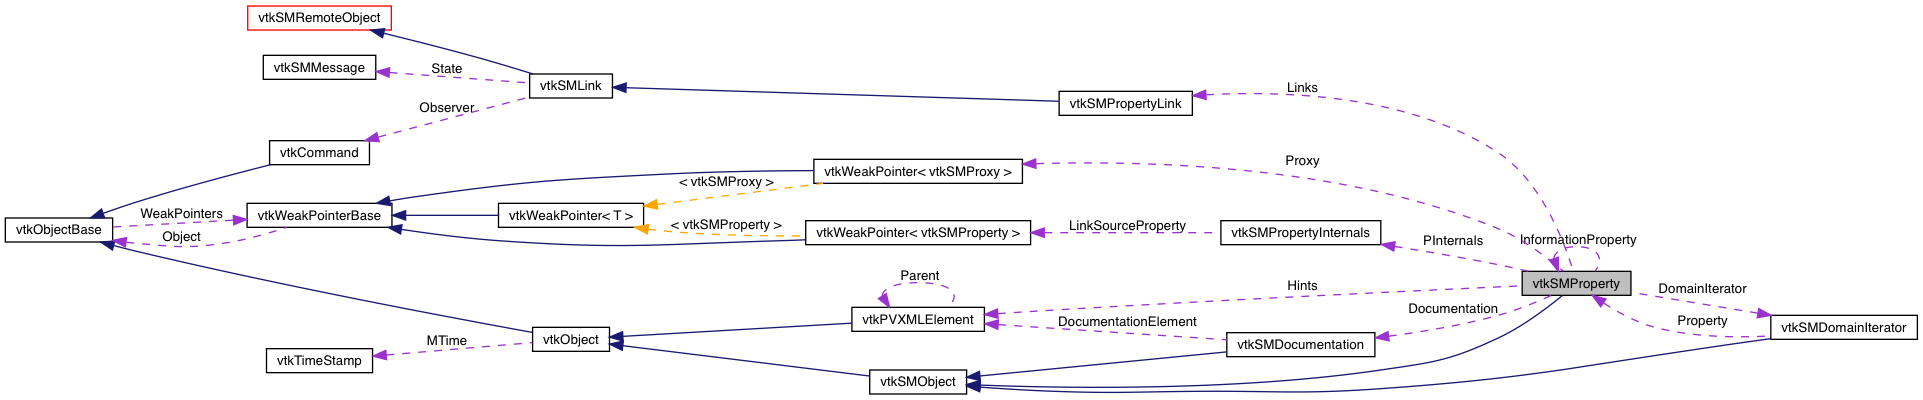 vtkSMRemoteObject
vtkSMMessage
State
vtkSMLink
Links
vtkSMPropertyLink
Observer
vtkCommand
Proxy
vtkWeakPointer< vtkSMProxy >
< vtkSMProxy >
WeakPointers
vtkWeakPointerBase
vtkWeakPointer< T >
vtkObjectBase
Object
< vtkSMProperty >
vtkWeakPointer< vtkSMProperty >
LinkSourceProperty
vtkSMPropertyInternals
PInternals
InformationProperty
Parent
Hints
vtkSMProperty
DomainIterator
vtkPVXMLElement
DocumentationElement
Documentation
Property
vtkSMDomainIterator
MTime
vtkObject
vtkSMDocumentation
vtkTimeStamp
vtkSMObject